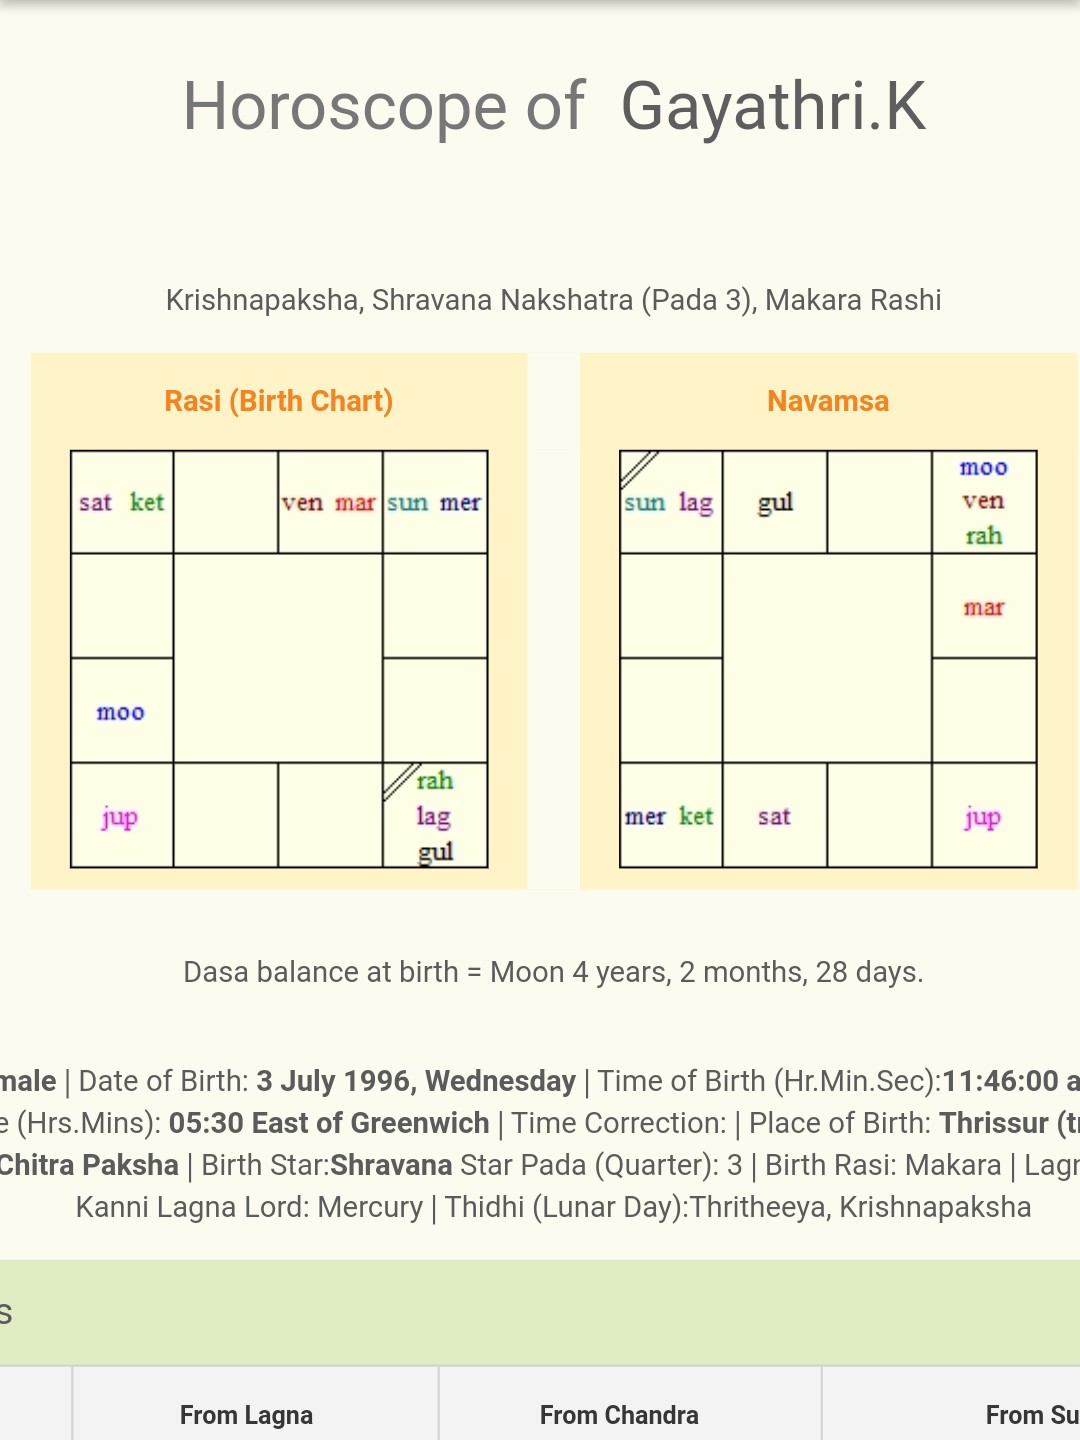 Horoscope of Gayathri.K
Krishnapaksha, Shravana Nakshatra (Pada 3), Makara Rashi
Rasi (Birth Chart)
sat ket ven mar sun mer
moo
jup
rah
lag
gul
Navamsa
sun lag gul
moo
ven
rah
mar
mer ket sat jup
Dasa balance at birth = Moon 4 years, 2 months, 28 days.
male | Date of Birth: 3 July 1996, Wednesday | Time of Birth (Hr.Min.Sec):11:46:00 a
e (Hrs.Mins): 05:30 East of Greenwich | Time Correction: | Place of Birth: Thrissur (tr
Chitra Paksha | Birth Star:Shravana Star Pada (Quarter): 3 | Birth Rasi: Makara | Lagn
Kanni Lagna Lord: Mercury | Thidhi (Lunar Day):Thritheeya, Krishnapaksha
s
From Lagna From Chandra From Su